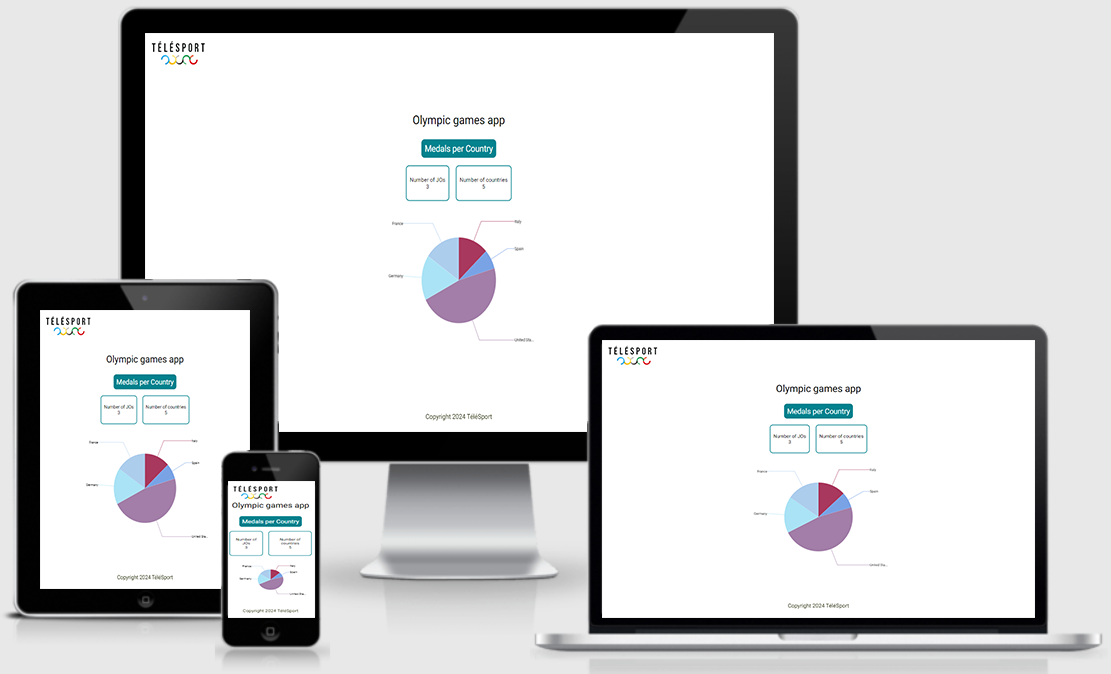 TÉLÉSPORT
Olympic games app
Medals per Country
Number of JOs
3
Number of countries
5
France
Italy
Spain
Germany
United Sta...
Copyright 2024 TéléSport
TÉLÉSPORT
Olympic games app
Medals per Country
Number of JOs
3
Number of countries
5
France
Italy
Spain
Germany
United Sta...
Copyright 2024 TéléSport
TÉLÉSPORT
Olympic games app
Medals per Country
Number of
JOs
3
Number of
countries
5
France
Italy
Spain
Germany
United Sta...
Copyright 2024 TéléSport
TÉLÉSPORT
Olympic games app
Medals per Country
Number of JOs
3
Number of countries
5
France
Italy
Spain
Germany
United Sta...
Copyright 2024 TéléSport